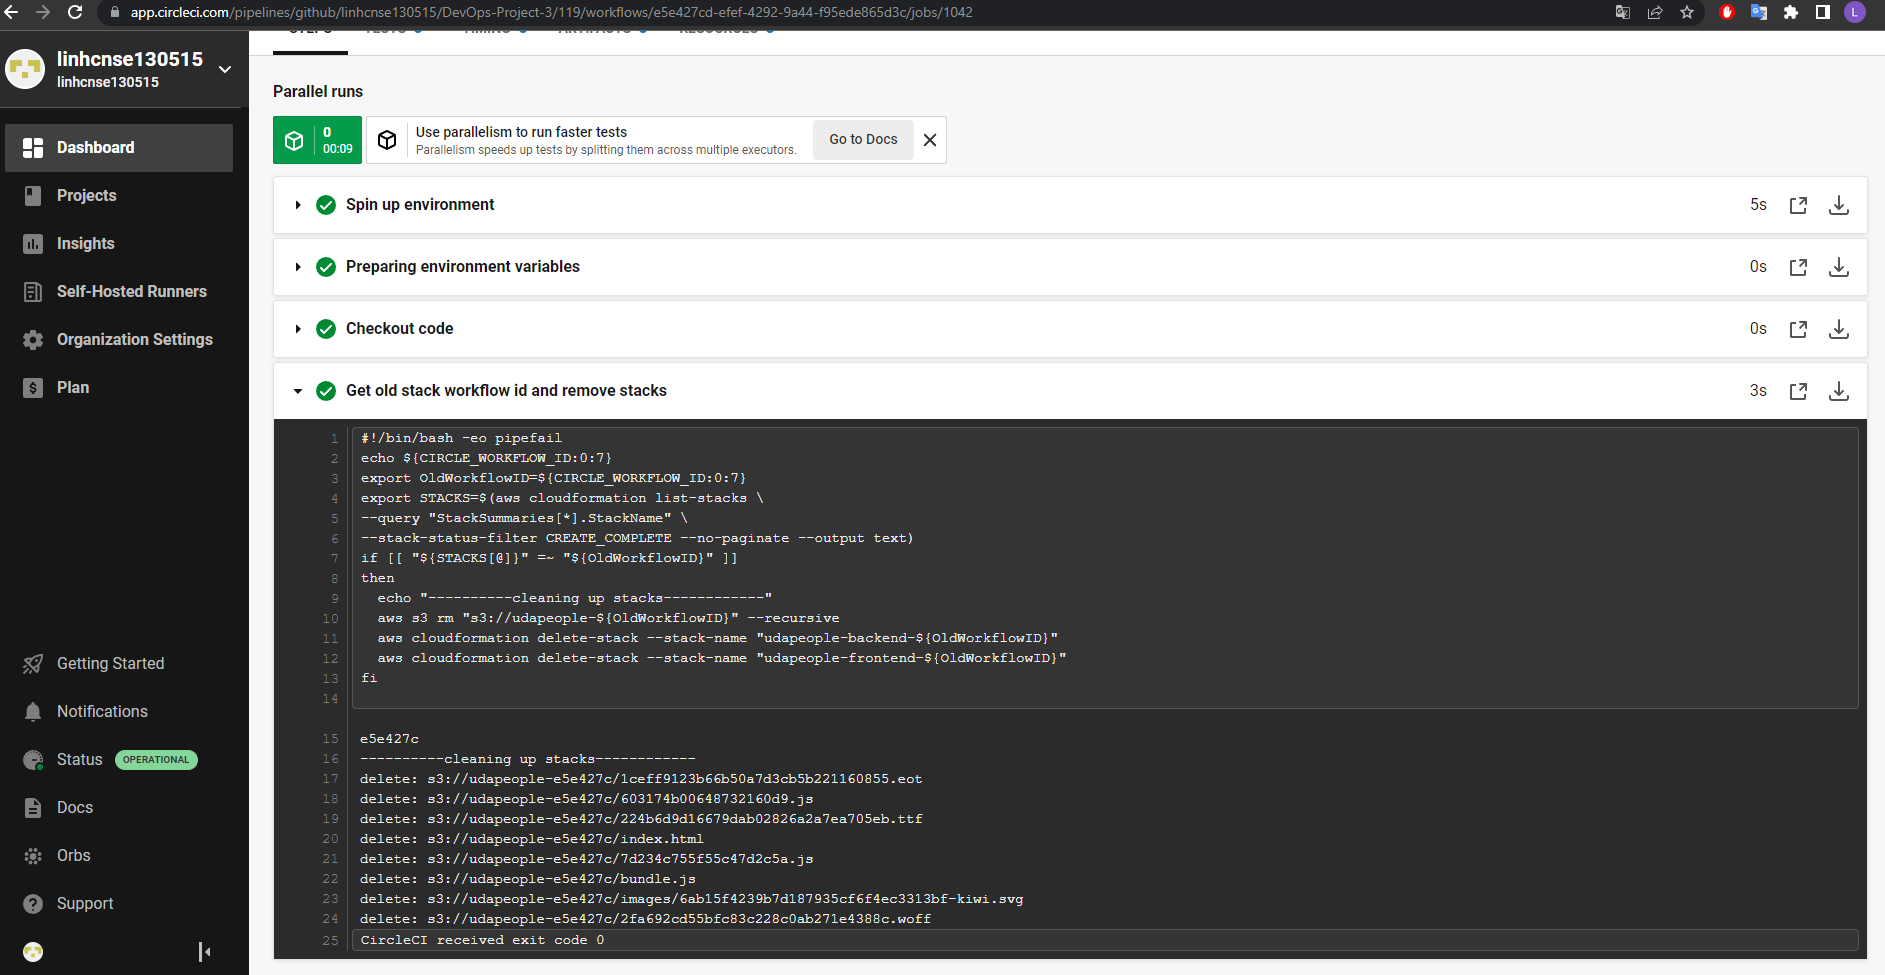 app.circleci.com/pipelines/github/linhcnse130515/DevOps-Project-3/119/workflows/e5e427cd-efef-4292-9a44-f95ede865d3c/jobs/1042
L
linhcnse130515
linhcnse130515
Dashboard
Projects
Insights
Self-Hosted Runners
Organization Settings
Plan
Getting Started
Notifications
Status OPERATIONAL
Docs
Orbs
Support
STEPS TESTS TIMING ARTIFACTS RESOURCES
Parallel runs
0
00:09
Use parallelism to run faster tests
Parallelism speeds up tests by splitting them across multiple executors.
Go to Docs
Spin up environment 5s
Preparing environment variables 0s
Checkout code 0s
Get old stack workflow id and remove stacks 3s
1 #!/bin/bash -eo pipefail
2 echo ${CIRCLE_WORKFLOW_ID:0:7}
3 export OldWorkflowID=${CIRCLE_WORKFLOW_ID:0:7}
4 export STACKS=$(aws cloudformation list-stacks \
5 --query "StackSummaries[*].StackName" \
6 --stack-status-filter CREATE_COMPLETE --no-paginate --output text)
7 if [[ "${STACKS[@]}" =~ "${OldWorkflowID}" ]]
8 then
9 echo "----------cleaning up stacks------------"
10 aws s3 rm "s3://udapeople-${OldWorkflowID}" --recursive
11 aws cloudformation delete-stack --stack-name "udapeople-backend-${OldWorkflowID}"
12 aws cloudformation delete-stack --stack-name "udapeople-frontend-${OldWorkflowID}"
13 fi
14
15 e5e427c
16 ----------cleaning up stacks------------
17 delete: s3://udapeople-e5e427c/1ceff9123b66b50a7d3cb5b221160855.eot
18 delete: s3://udapeople-e5e427c/603174b00648732160d9.js
19 delete: s3://udapeople-e5e427c/224b6d9d16679dab02826a2a7ea705eb.ttf
20 delete: s3://udapeople-e5e427c/index.html
21 delete: s3://udapeople-e5e427c/7d234c755f55c47d2c5a.js
22 delete: s3://udapeople-e5e427c/bundle.js
23 delete: s3://udapeople-e5e427c/images/6ab15f4239b7d187935cf6f4ec3313bf-kiwi.svg
24 delete: s3://udapeople-e5e427c/2fa692cd55bfc83c228c0ab271e4388c.woff
25 CircleCI received exit code 0